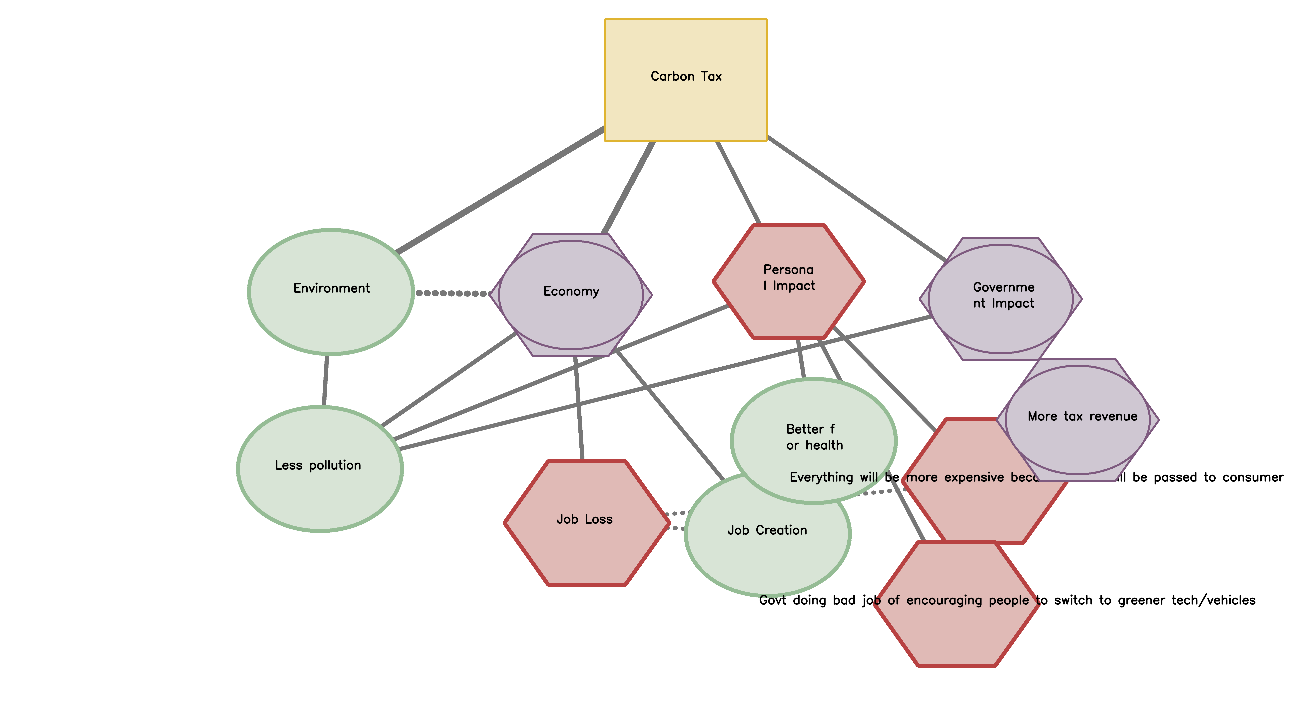 Carbon Tax
Environment
Economy
Persona
l Impact
Governme
nt Impact
More tax revenue
Less pollution
Better f
or health
Everything will be more expensive bec ll be passed to consumer
Job Loss
Job Creation
Govt doing bad job of encouraging people to switch to greener tech/vehicles